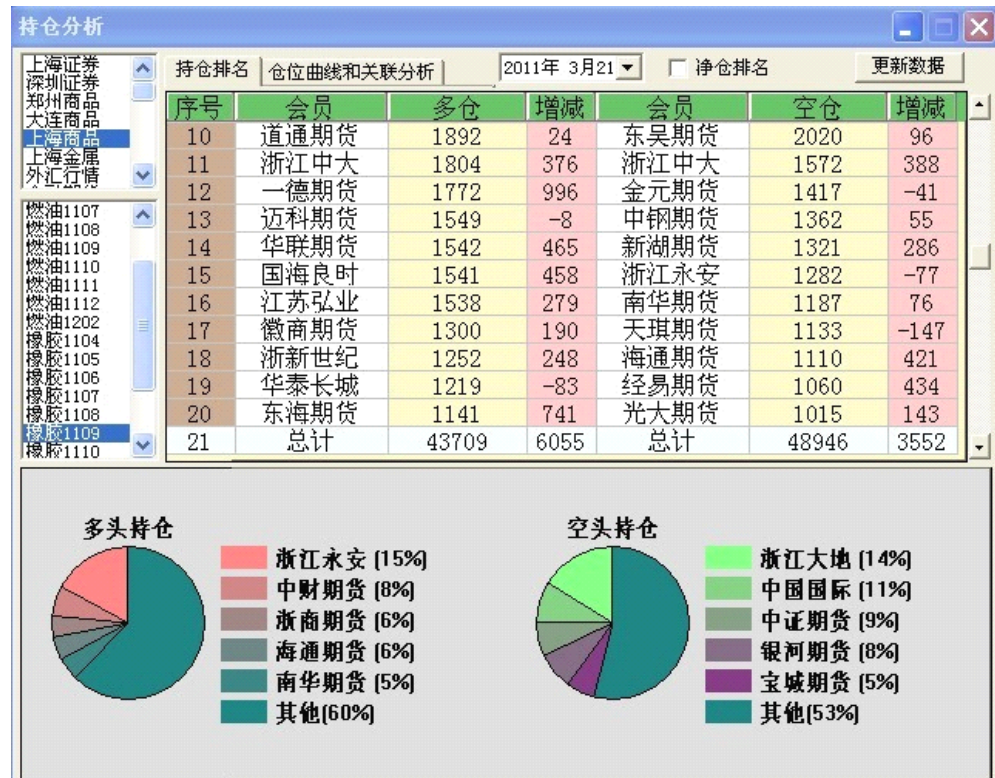 持仓分析
上海证券
深圳证券
郑州商品
大连商品
上海商品
上海金属
外汇行情
燃油1107
燃油1108
燃油1109
燃油1110
燃油1111
燃油1112
燃油1202
橡胶1104
橡胶1105
橡胶1106
橡胶1107
橡胶1108
橡胶1109
橡胶1110
持仓排名 仓位曲线和关联分析 2011年 3月21 净仓排名 更新数据
序号 会员 多仓 增减 会员 空仓 增减
10 道通期货 1892 24 东吴期货 2020 96
11 浙江中大 1804 376 浙江中大 1572 388
12 一德期货 1772 996 金元期货 1417 -41
13 迈科期货 1549 -8 中钢期货 1362 55
14 华联期货 1542 465 新湖期货 1321 286
15 国海良时 1541 458 浙江永安 1282 -77
16 江苏弘业 1538 279 南华期货 1187 76
17 徽商期货 1300 190 天琪期货 1133 -147
18 浙新世纪 1252 248 海通期货 1110 421
19 华泰长城 1219 -83 经易期货 1060 434
20 东海期货 1141 741 光大期货 1015 143
21 总计 43709 6055 总计 48946 3552
多头持仓
浙江永安 (15%)
中财期货 (8%)
浙商期货 (6%)
海通期货 (6%)
南华期货 (5%)
其他(60%)
空头持仓
浙江大地 (14%)
中国国际 (11%)
中证期货 (9%)
银河期货 (8%)
宝城期货 (5%)
其他(53%)